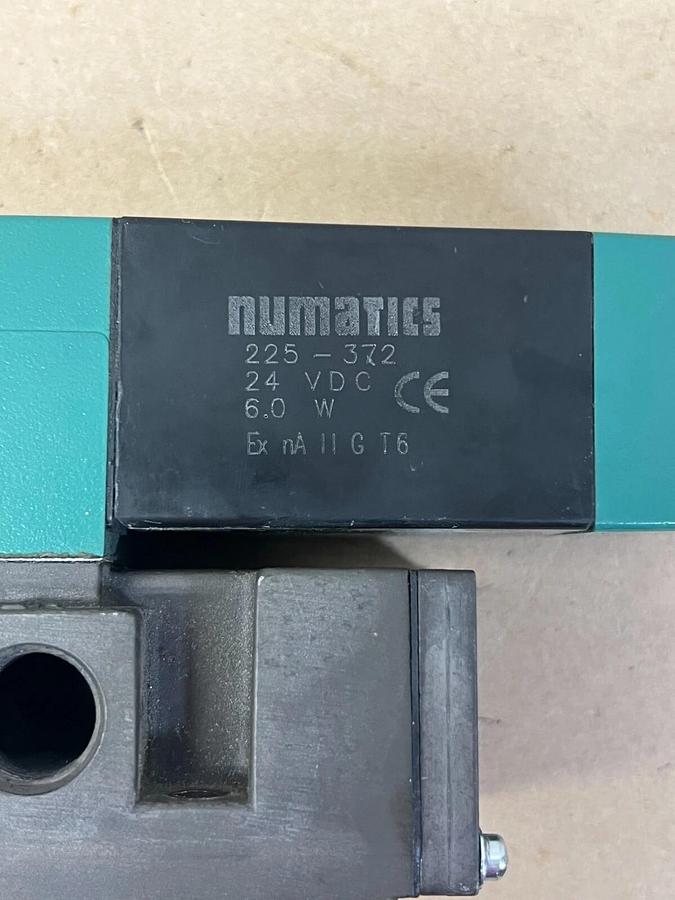 numatics
225-372
24 VDC
6.0 W
CE
Ex nA II G T6